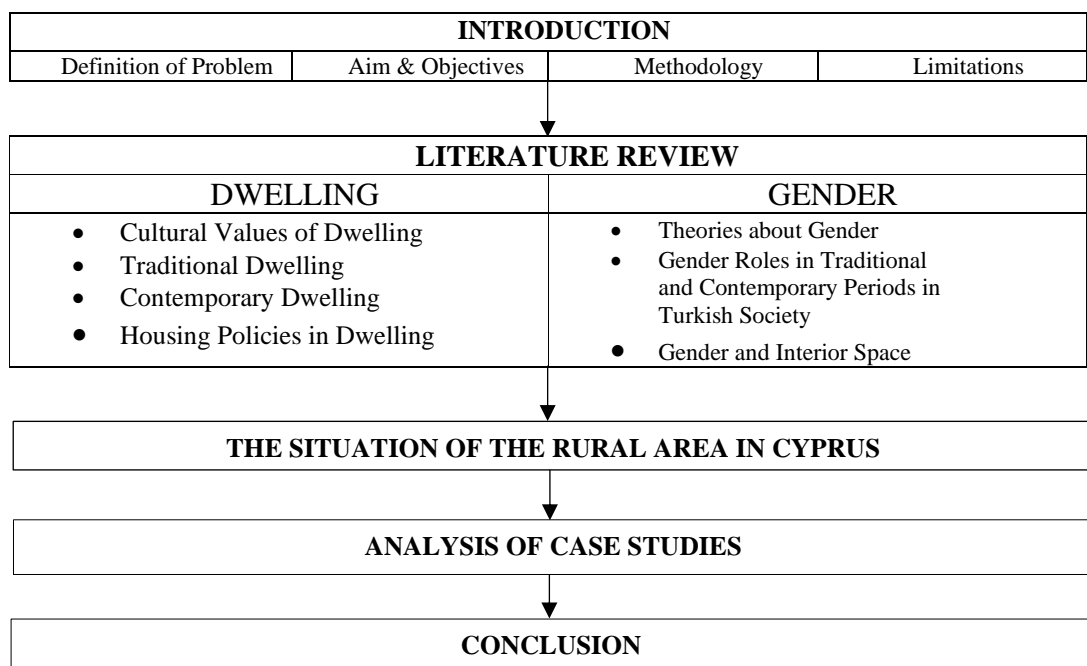 INTRODUCTION
Definition of Problem Aim & Objectives Methodology Limitations
LITERATURE REVIEW
DWELLING GENDER
• Cultural Values of Dwelling
• Traditional Dwelling
• Contemporary Dwelling
• Housing Policies in Dwelling
• Theories about Gender
• Gender Roles in Traditional
and Contemporary Periods in
Turkish Society
• Gender and Interior Space
THE SITUATION OF THE RURAL AREA IN CYPRUS
ANALYSIS OF CASE STUDIES
CONCLUSION